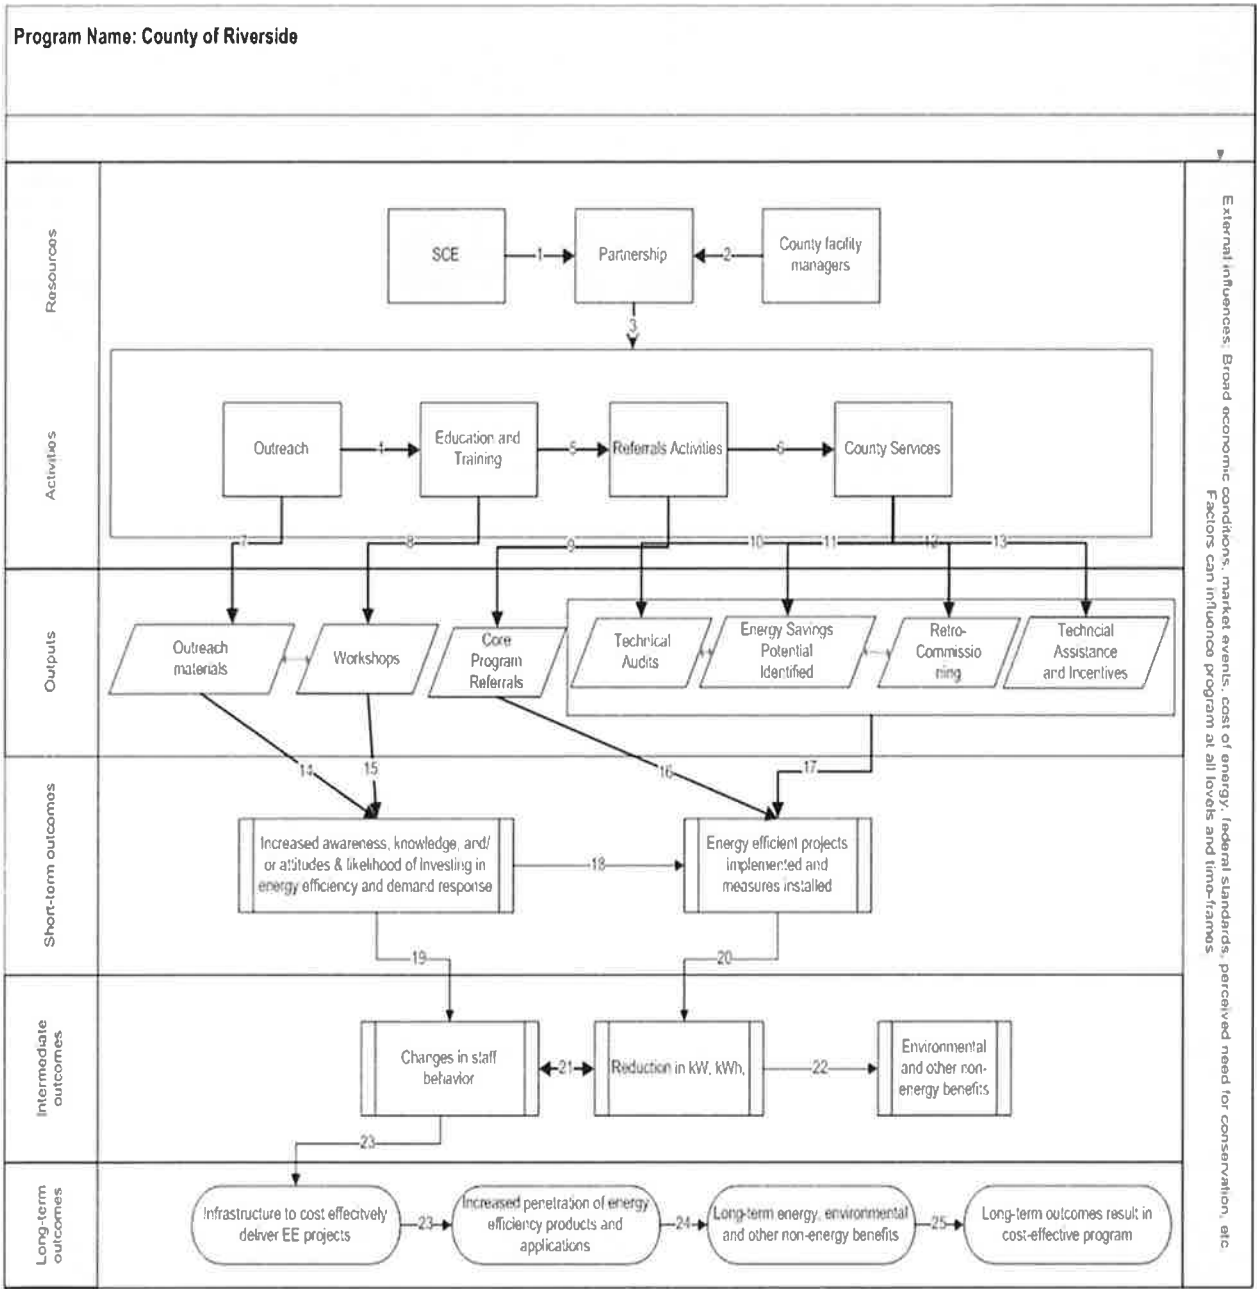 Program Name: County of Riverside
Resources
SCE
1
Partnership
2
County facility
managers
3
Activities
Outreach
4
Education and
Training
5
Referrals Activities
6
County Services
7
8
9
10
11
12
13
Outputs
Outreach
materials
Workshops
Core
Program
Referrals
Technical
Audits
Energy Savings
Potential
Identified
Retro-
Commissio
ning
Techncial
Assistance
and Incentives
14
15
16
17
Short-term outcomes
Increased awareness, knowledge, and/
or attitudes & likelihood of Investing in
energy efficiency and demand response
18
Energy efficient projects
implemented and
measures installed
19
20
Intermediate
outcomes
Changes in staff
behavior
21
Reduction in kW, kWh,
22
Environmental
and other non-
energy benefits
23
Long-term
outcomes
Infrastructure to cost effecitvely
deliver EE projects
23
Increased penetration of energy
efficiency products and
applications
24
Long-term energy, environmental
and other non-energy benefits
25
Long-term outcomes result in
cost-effective program
External influences: Broad economic conditions, market events, cost of energy, federal standards, perceived need for conservation, etc.
Factors can influence program at all levels and time-frames